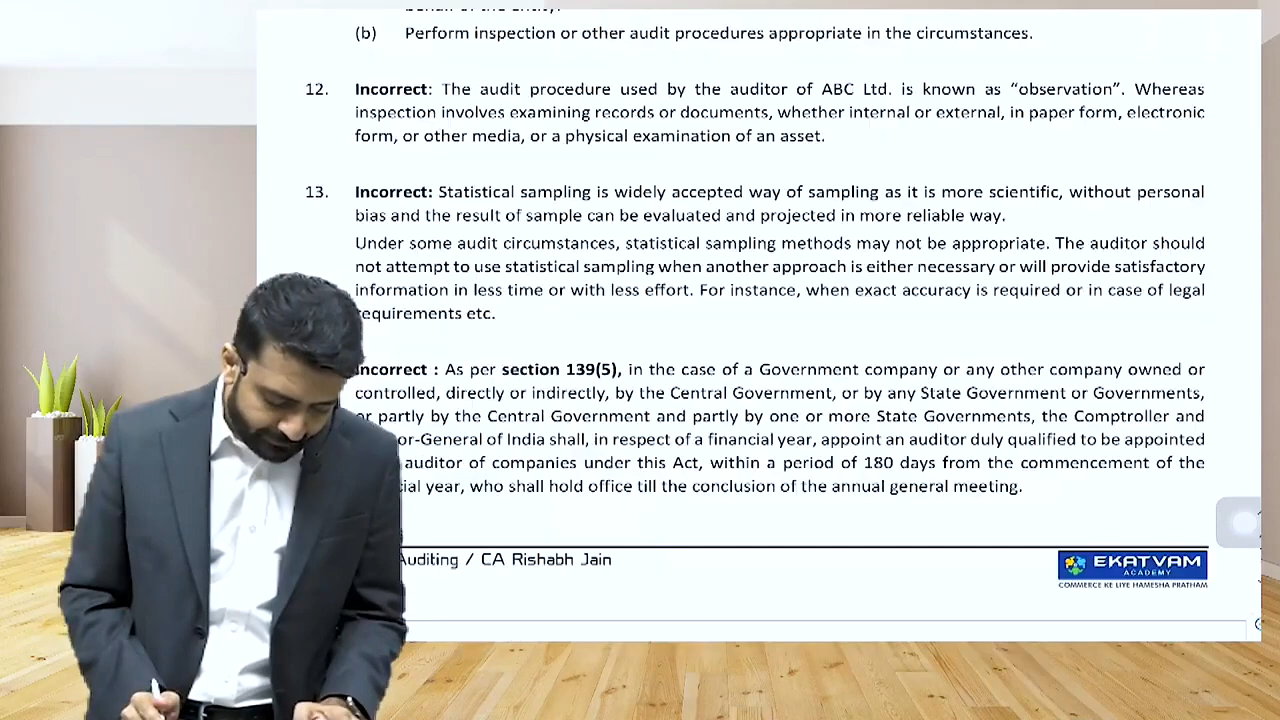 (b) Perform inspection or other audit procedures appropriate in the circumstances.
12. Incorrect: The audit procedure used by the auditor of ABC Ltd. is known as “observation”. Whereas
inspection involves examining records or documents, whether internal or external, in paper form, electronic
form, or other media, or a physical examination of an asset.
13. Incorrect: Statistical sampling is widely accepted way of sampling as it is more scientific, without personal
bias and the result of sample can be evaluated and projected in more reliable way.
Under some audit circumstances, statistical sampling methods may not be appropriate. The auditor should
not attempt to use statistical sampling when another approach is either necessary or will provide satisfactory
information in less time or with less effort. For instance, when exact accuracy is required or in case of legal
requirements etc.
Incorrect : As per section 139(5), in the case of a Government company or any other company owned or
controlled, directly or indirectly, by the Central Government, or by any State Government or Governments,
or partly by the Central Government and partly by one or more State Governments, the Comptroller and
or-General of India shall, in respect of a financial year, appoint an auditor duly qualified to be appointed
auditor of companies under this Act, within a period of 180 days from the commencement of the
ial year, who shall hold office till the conclusion of the annual general meeting.
Auditing / CA Rishabh Jain
EKATVAM
ACADEMY
COMMERCE KE LIYE HAMESHA PRATHAM